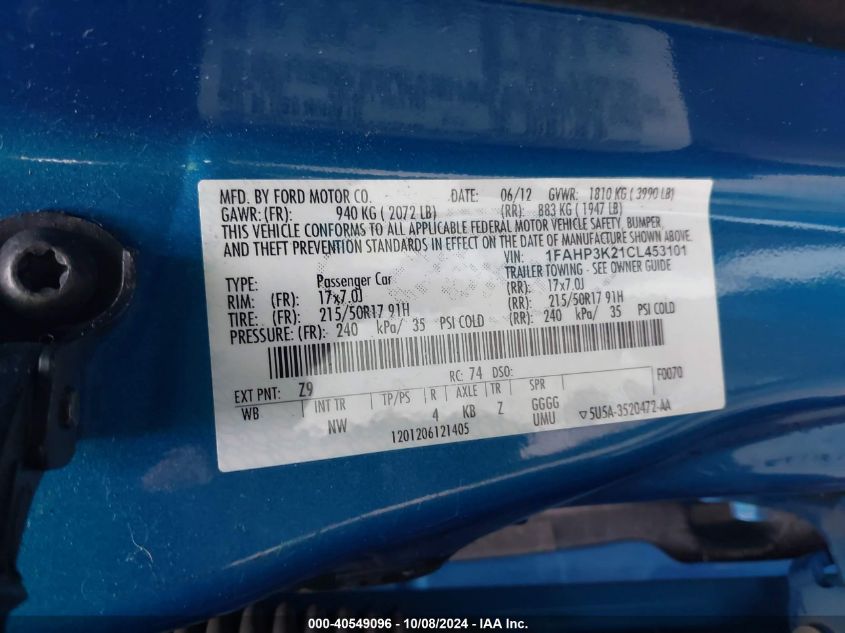 MFD. BY FORD MOTOR CO. DATE: 06/12 GVWR: 1810 KG ( 3990 LB)
GAWR: (FR): 940 KG ( 2072 LB) (RR): 883 KG ( 1947 LB)
THIS VEHICLE CONFORMS TO ALL APPLICABLE FEDERAL MOTOR VEHICLE SAFETY, BUMPER
AND THEFT PREVENTION STANDARDS IN EFFECT ON THE DATE OF MANUFACTURE SHOWN ABOVE.
VIN: 1FAHP3K21CL453101
TYPE: Passenger Car TRAILER TOWING - SEE OWNER GUIDE
RIM: (FR): 17x7.0J (RR): 17x7.0J
TIRE: (FR): 215/50R17 91H (RR): 215/50R17 91H
PRESSURE: (FR): 240 kPa/ 35 PSI COLD (RR): 240 kPa/ 35 PSI COLD
EXT PNT: Z9 RC: 74 DSO: F0070
WB INT TR TP/PS R AXLE TR SPR
NW 4 KB Z GGGG
UMU
5U5A-3520472-AA
1201206121405
000-40549096 - 10/08/2024 - IAA Inc.